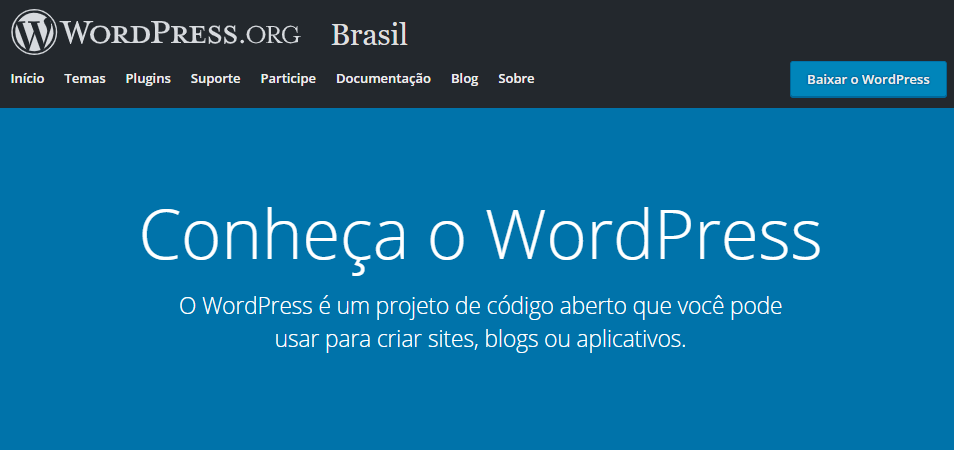 WORDPRESS.ORG Brasil
Início Temas Plugins Suporte Participe Documentação Blog Sobre Baixar o WordPress
Conheça o WordPress
O WordPress é um projeto de código aberto que você pode
usar para criar sites, blogs ou aplicativos.